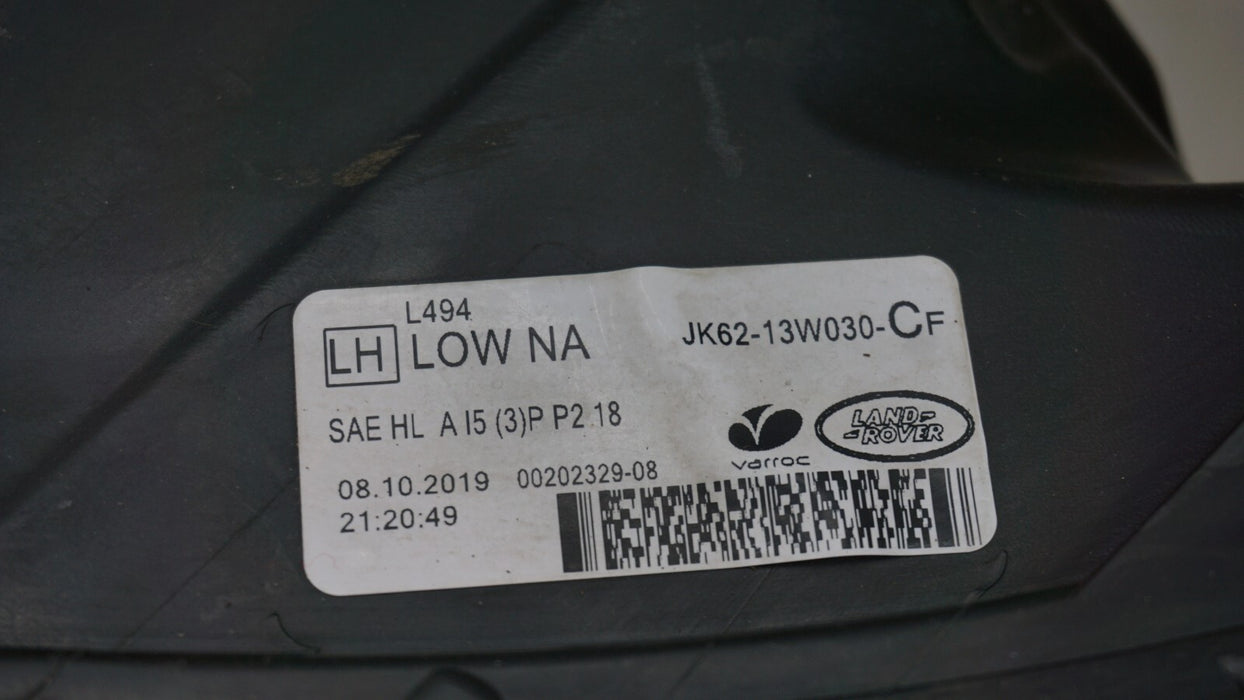 L494
LH LOW NA
JK62-13W030-CF
SAE HL A I5 (3)P P2 18
varroc
LAND-
-ROVER
08.10.2019 00202329-08
21:20:49